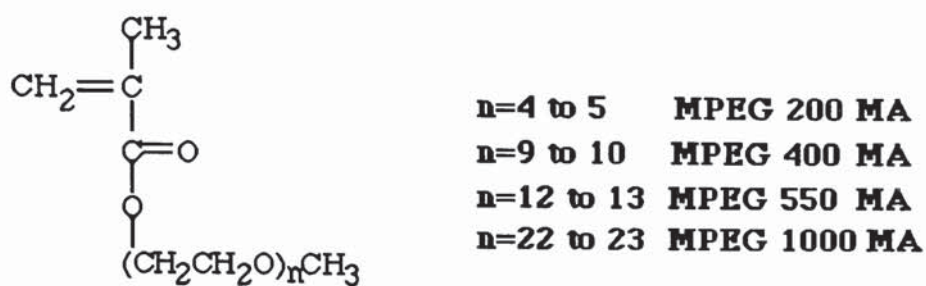 CH3
CH2=C
C=O
O
(CH2CH2O)nCH3
n=4 to 5 MPEG 200 MA
n=9 to 10 MPEG 400 MA
n=12 to 13 MPEG 550 MA
n=22 to 23 MPEG 1000 MA